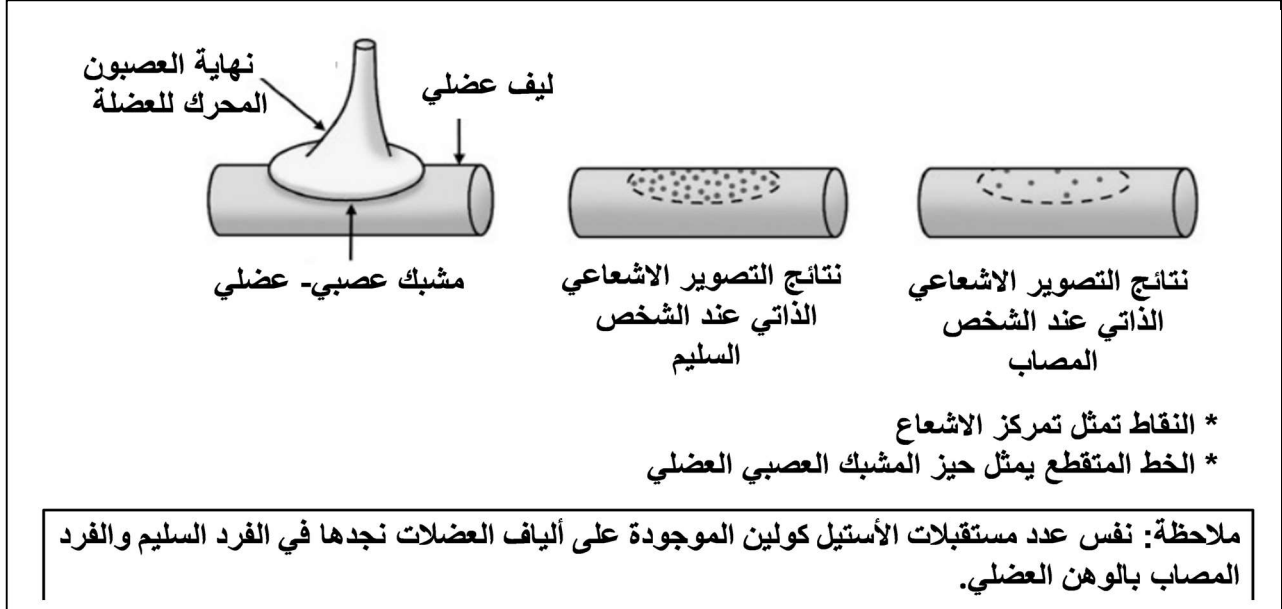 نهاية العصبون
المحرك للعضلة
ليف عضلي
مشبك عصبي- عضلي
نتائج التصوير الاشعاعي
الذاتي عند الشخص
السليم
نتائج التصوير الاشعاعي
الذاتي عند الشخص
المصاب
* النقاط تمثل تمركز الاشعاع
* الخط المتقطع يمثل حيز المشبك العصبي العضلي
ملاحظة: نفس عدد مستقبلات الأستيل كولين الموجودة على ألياف العضلات نجدها في الفرد السليم والفرد
المصاب بالوهن العضلي.